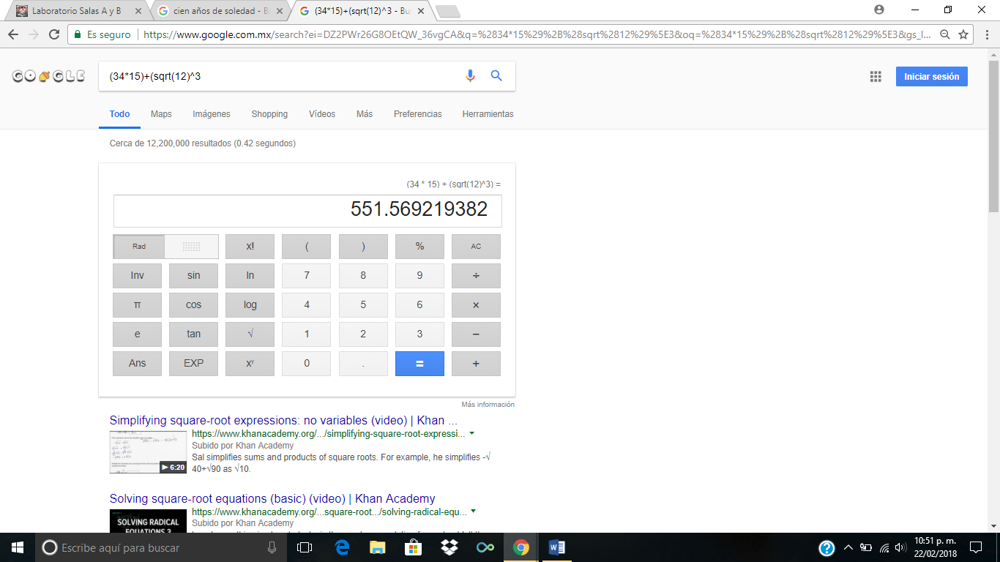 Laboratorio Salas A y B
cien años de soledad - Bu
(34*15)+(sqrt(12)^3 - Bus
Es seguro
https://www.google.com.mx/search?ei=DZ2PWr26G8OEtQW_36vgCA&q=%2834*15%29%2B%28sqrt%2812%29%5E3&oq=%2834*15%29%2B%28sqrt%2812%29%5E3&gs_l...
GOOGLE
(34*15)+(sqrt(12)^3
Iniciar sesión
Todo Maps Imágenes Shopping Vídeos Más Preferencias Herramientas
Cerca de 12,200,000 resultados (0.42 segundos)
(34 * 15) + (sqrt(12)^3) =
551.569219382
Rad x! ( ) % AC
Inv sin ln 7 8 9 ÷
π cos log 4 5 6 ×
e tan √ 1 2 3 −
Ans EXP xʸ 0 . = +
Más información
Simplifying square-root expressions: no variables (video) | Khan ...
https://www.khanacademy.org/.../simplifying-square-root-expressi...
Subido por Khan Academy
Sal simplifies sums and products of square roots. For example, he simplifies -√
40+√90 as √10.
6:20
Solving square-root equations (basic) (video) | Khan Academy
https://www.khanacademy.org/...square-root.../solving-radical-equ...
Subido por Khan Academy
SOLVING RADICAL
EQUATIONS 3
Escribe aquí para buscar
10:51 p. m.
22/02/2018